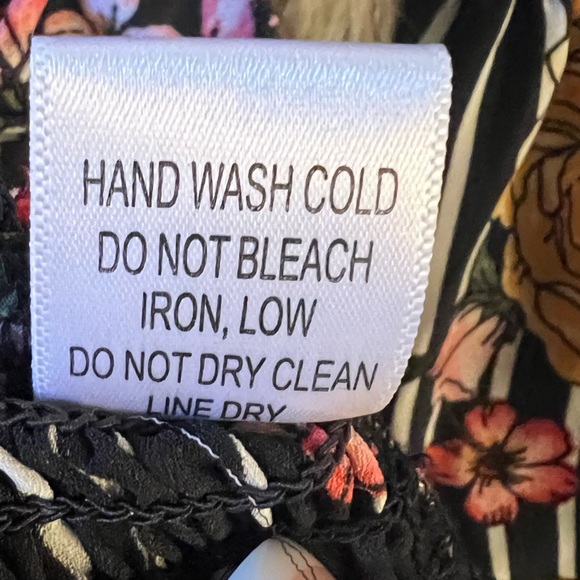 HAND WASH COLD
DO NOT BLEACH
IRON, LOW
DO NOT DRY CLEAN
LINE DRY